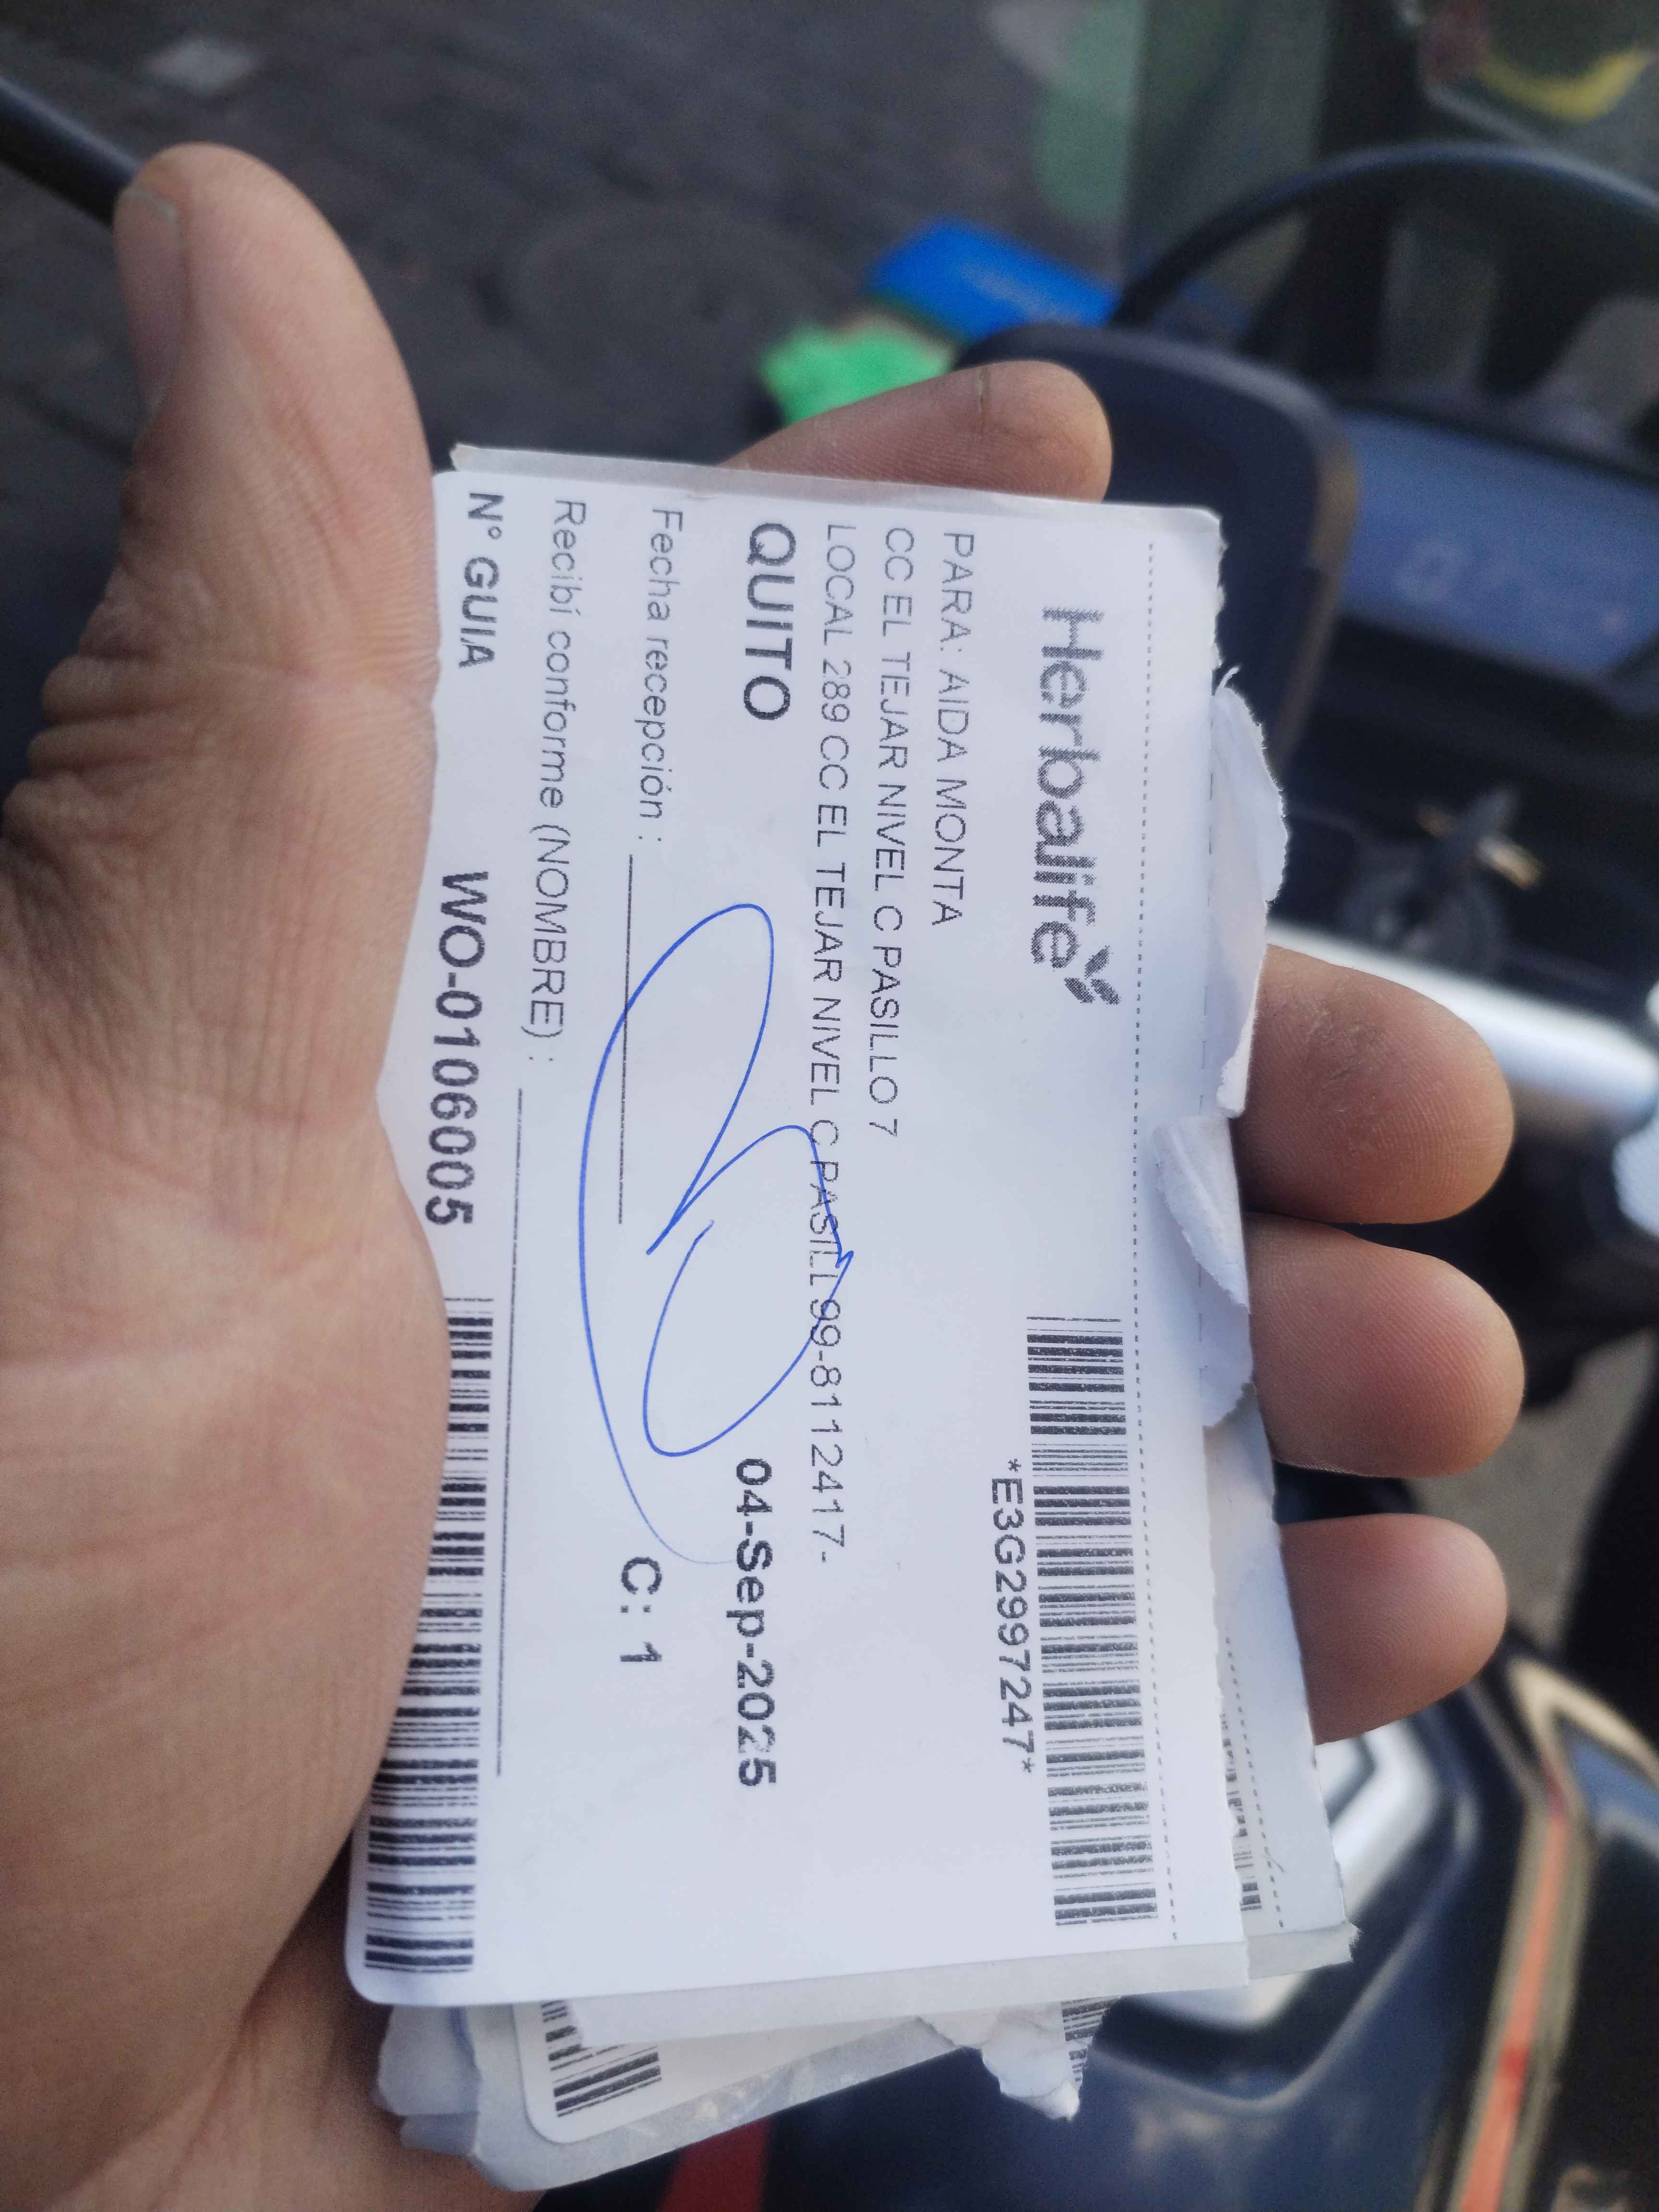 Herbalife
*E3G2997247*
PARA: AIDA MONTA
CC EL TEJAR NIVEL C PASILLO 7
LOCAL 289 CC EL TEJAR NIVEL C PASILL 99-8112417-
QUITO 04-Sep-2025
Fecha recepción :
C: 1
Recibí conforme (NOMBRE) :
N° GUIA WO-0106005